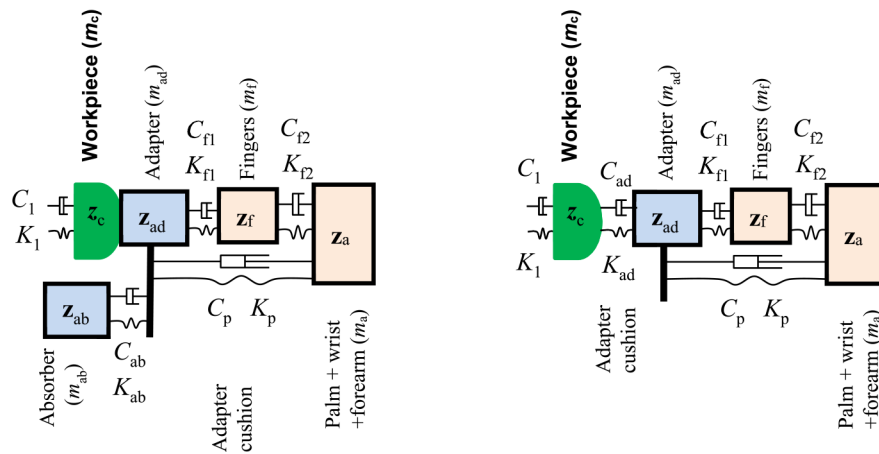 Workpiece (mc)
Adapter (mad)
Fingers (mf)
C1
K1
Cf1
Kf1
Cf2
Kf2
zc
zad
zf
za
zab
Cab
Kab
Cp
Kp
Absorber
(mab)
Adapter
cushion
Palm + wrist
+forearm (ma)
Workpiece (mc)
Adapter (mad)
Fingers (mf)
C1
K1
Cad
Kad
Cf1
Kf1
Cf2
Kf2
zc
zad
zf
za
Cp
Kp
Adapter
cushion
Palm + wrist
+forearm (ma)